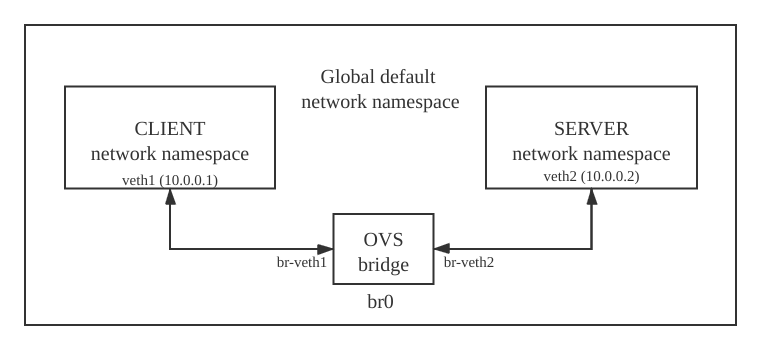 Global default
network namespace
CLIENT
network namespace
veth1 (10.0.0.1)
SERVER
network namespace
veth2 (10.0.0.2)
OVS
bridge
br-veth1
br-veth2
br0